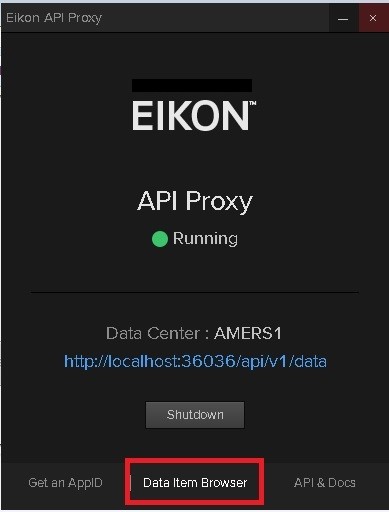 Eikon API Proxy
EIKON™
API Proxy
Running
Data Center : AMERS1
http://localhost:36036/api/v1/data
Shutdown
Get an AppID Data Item Browser API & Docs